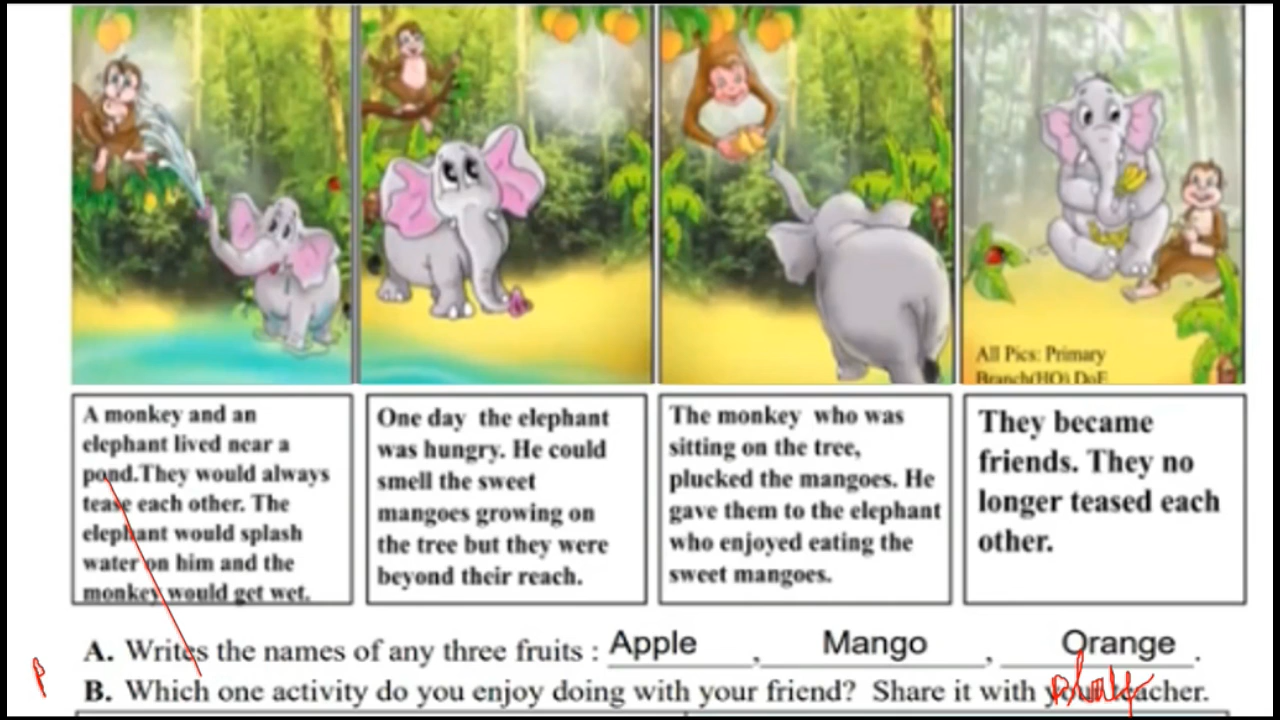 All Pics: Primary
Branch(HO) DoE
A monkey and an
elephant lived near a
pond.They would always
tease each other. The
elephant would splash
water on him and the
monkey would get wet.
One day the elephant
was hungry. He could
smell the sweet
mangoes growing on
the tree but they were
beyond their reach.
The monkey who was
sitting on the tree,
plucked the mangoes. He
gave them to the elephant
who enjoyed eating the
sweet mangoes.
They became
friends. They no
longer teased each
other.
A. Writes the names of any three fruits : Apple , Mango , Orange .
P
B. Which one activity do you enjoy doing with your friend? Share it with your teacher.
play